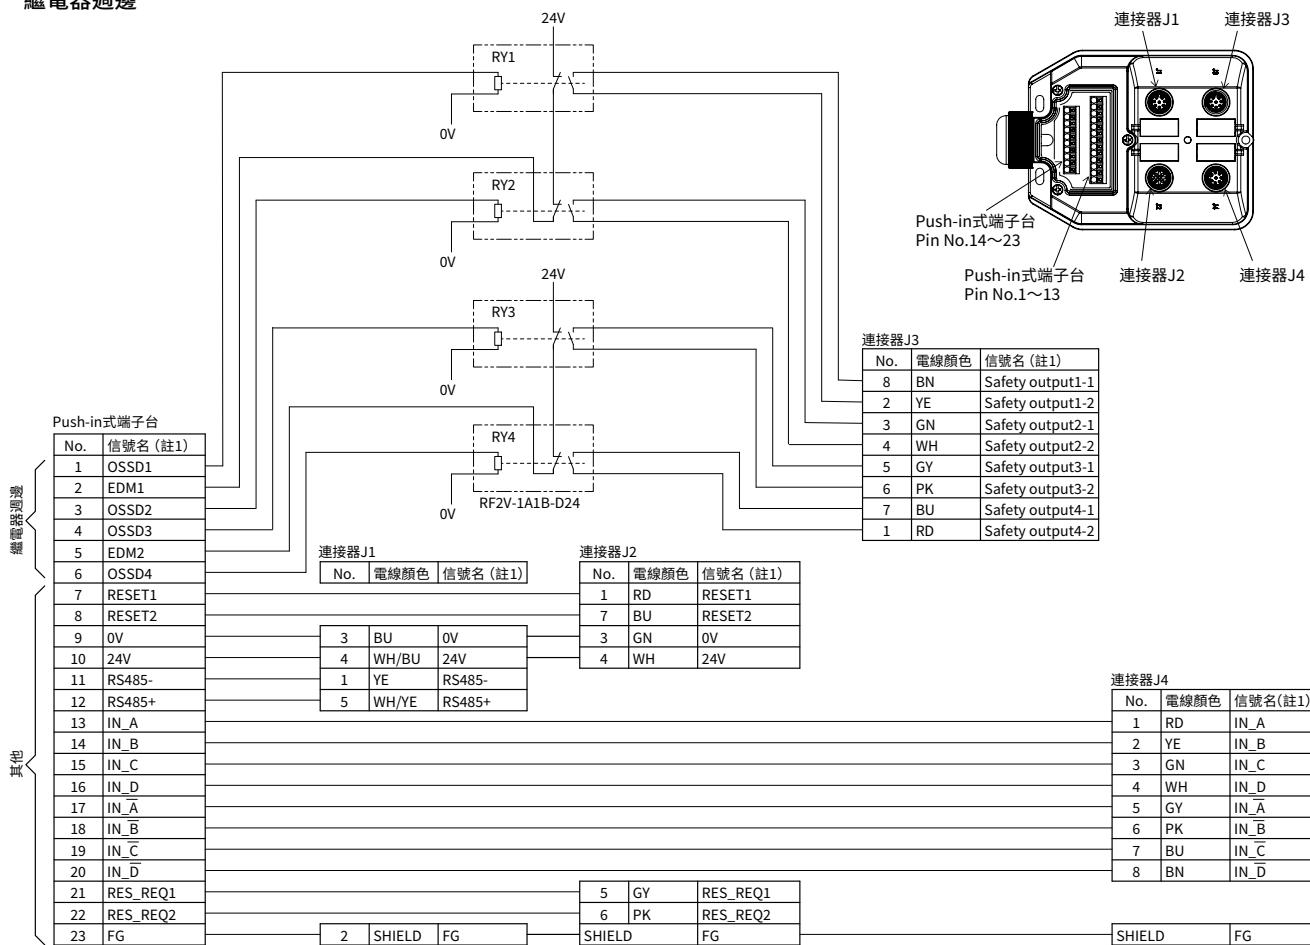 繼電器週邊
24V
RY1
0V
RY2
0V
24V
RY3
0V
RY4
0V
RF2V-1A1B-D24
連接器J1
連接器J3
J1
J3
J2
J4
Push-in式端子台
Pin No.14～23
Push-in式端子台
Pin No.1～13
連接器J2
連接器J4
連接器J3
No. 電線顏色 信號名 (註1)
8 BN Safety output1-1
2 YE Safety output1-2
3 GN Safety output2-1
4 WH Safety output2-2
5 GY Safety output3-1
6 PK Safety output3-2
7 BU Safety output4-1
1 RD Safety output4-2
Push-in式端子台
No. 信號名 (註1)
1 OSSD1
2 EDM1
3 OSSD2
4 OSSD3
5 EDM2
6 OSSD4
7 RESET1
8 RESET2
9 0V
10 24V
11 RS485-
12 RS485+
13 IN_A
14 IN_B
15 IN_C
16 IN_D
17 IN_A̅
18 IN_B̅
19 IN_C̅
20 IN_D̅
21 RES_REQ1
22 RES_REQ2
23 FG
繼電器週邊
其他
連接器J1
No. 電線顏色 信號名 (註1)
3 BU 0V
4 WH/BU 24V
1 YE RS485-
5 WH/YE RS485+
2 SHIELD FG
連接器J2
No. 電線顏色 信號名 (註1)
1 RD RESET1
7 BU RESET2
3 GN 0V
4 WH 24V
5 GY RES_REQ1
6 PK RES_REQ2
SHIELD FG
連接器J4
No. 電線顏色 信號名(註1)
1 RD IN_A
2 YE IN_B
3 GN IN_C
4 WH IN_D
5 GY IN_A̅
6 PK IN_B̅
7 BU IN_C̅
8 BN IN_D̅
SHIELD FG